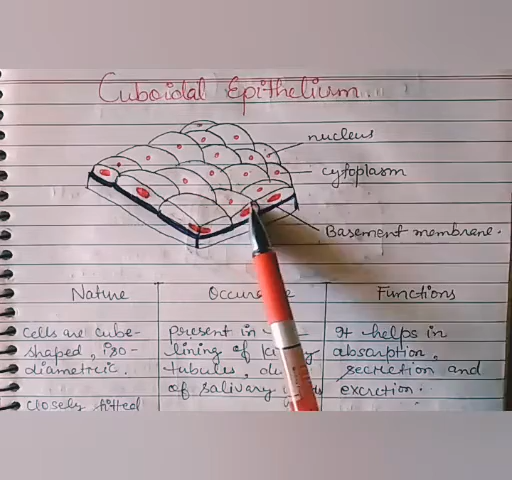 Cuboidal Epithelium...
nucleus
cytoplasm
Basement membrane.
Nature
Cells are cube-
shaped, iso-
diametric.
closely fitted
Occur
present in
lining of
tubules,
of salivary
Functions
It helps in
absorption,
secretion and
excretion.